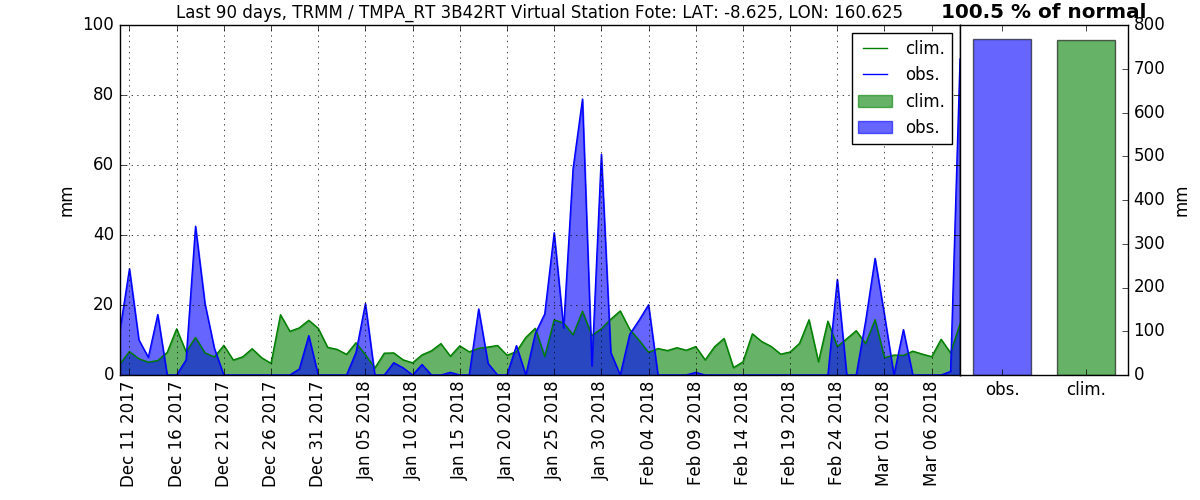 Last 90 days, TRMM / TMPA_RT 3B42RT Virtual Station Fote: LAT: -8.625, LON: 160.625
100.5 % of normal
100
80
60
40
20
0
mm
clim.
obs.
clim.
obs.
800
700
600
500
400
300
200
100
0
mm
obs.
clim.
Dec 11 2017
Dec 16 2017
Dec 21 2017
Dec 26 2017
Dec 31 2017
Jan 05 2018
Jan 10 2018
Jan 15 2018
Jan 20 2018
Jan 25 2018
Jan 30 2018
Feb 04 2018
Feb 09 2018
Feb 14 2018
Feb 19 2018
Feb 24 2018
Mar 01 2018
Mar 06 2018